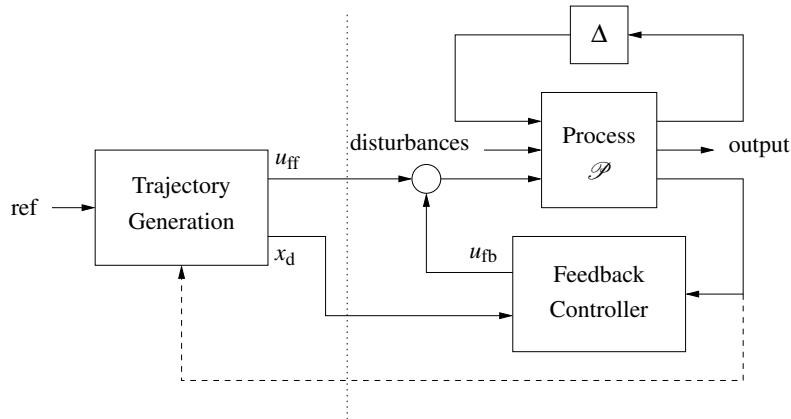 Δ
disturbances
Process
𝒫
output
u_ff
Trajectory
Generation
ref
x_d
u_fb
Feedback
Controller